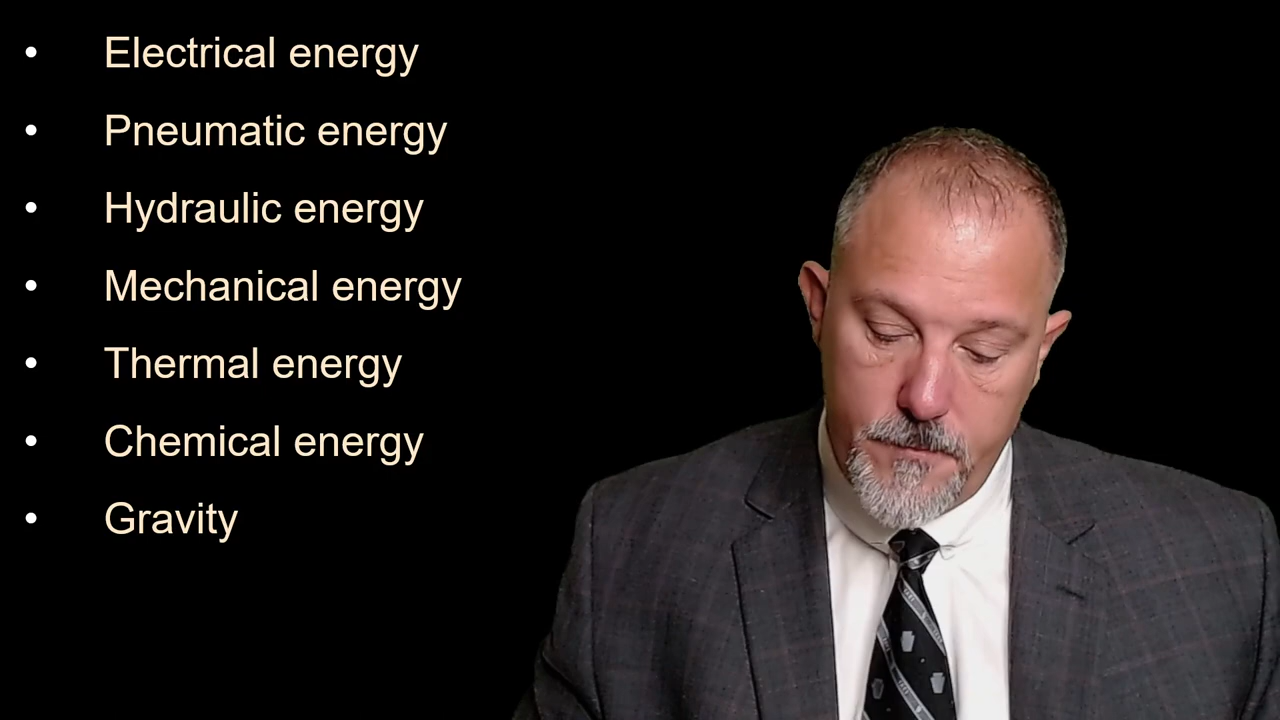 • Electrical energy
• Pneumatic energy
• Hydraulic energy
• Mechanical energy
• Thermal energy
• Chemical energy
• Gravity